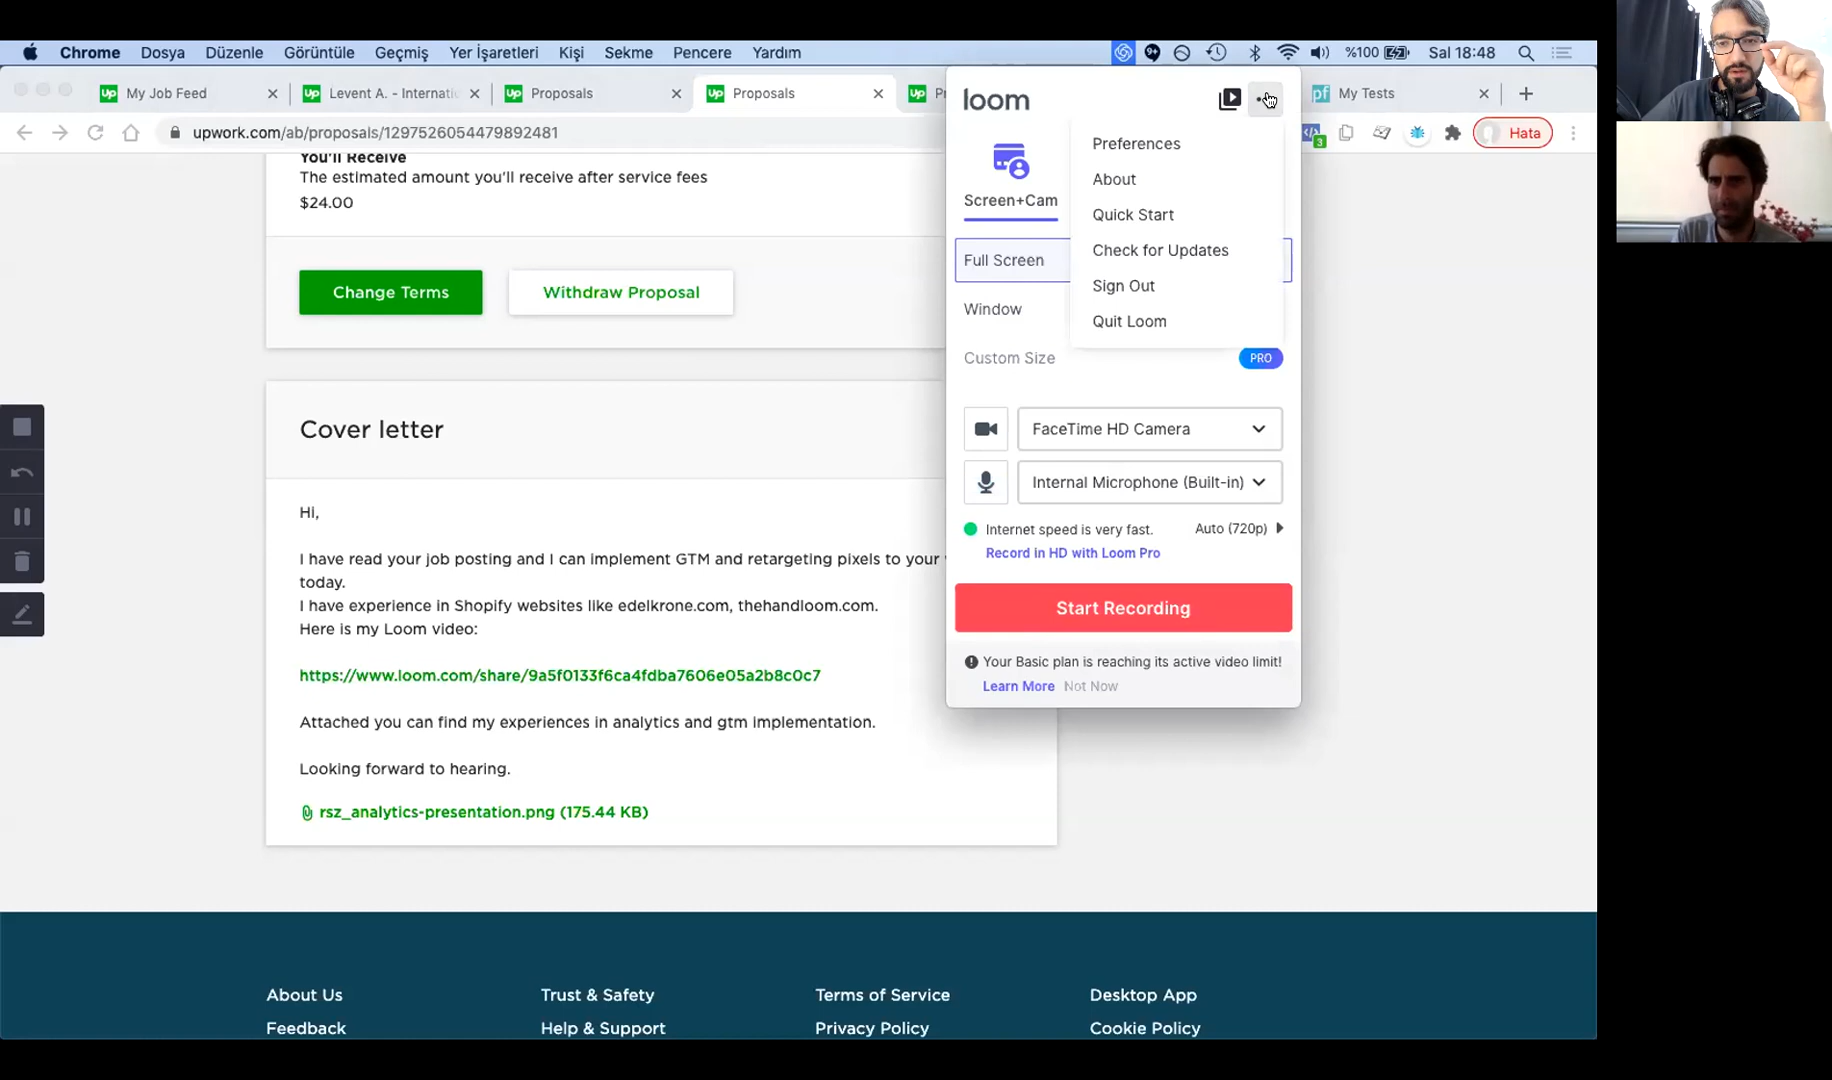 Chrome Dosya Düzenle Görüntüle Geçmiş Yer İşaretleri Kişi Sekme Pencere Yardım %100 Sal 18:48
Up My Job Feed Up Levent A. - Internatio Up Proposals Up Proposals Up pf My Tests
upwork.com/ab/proposals/1297526054479892481
3 Hata
You'll Receive
The estimated amount you'll receive after service fees
$24.00
Change Terms Withdraw Proposal
Cover letter
Hi,
I have read your job posting and I can implement GTM and retargeting pixels to your
today.
I have experience in Shopify websites like edelkrone.com, thehandloom.com.
Here is my Loom video:
https://www.loom.com/share/9a5f0133f6ca4fdba7606e05a2b8c0c7
Attached you can find my experiences in analytics and gtm implementation.
Looking forward to hearing.
rsz_analytics-presentation.png (175.44 KB)
loom
Screen+Cam
Full Screen
Window
Custom Size PRO
Preferences
About
Quick Start
Check for Updates
Sign Out
Quit Loom
FaceTime HD Camera
Internal Microphone (Built-in)
Internet speed is very fast. Auto (720p)
Record in HD with Loom Pro
Start Recording
Your Basic plan is reaching its active video limit!
Learn More Not Now
About Us Trust & Safety Terms of Service Desktop App
Feedback Help & Support Privacy Policy Cookie Policy